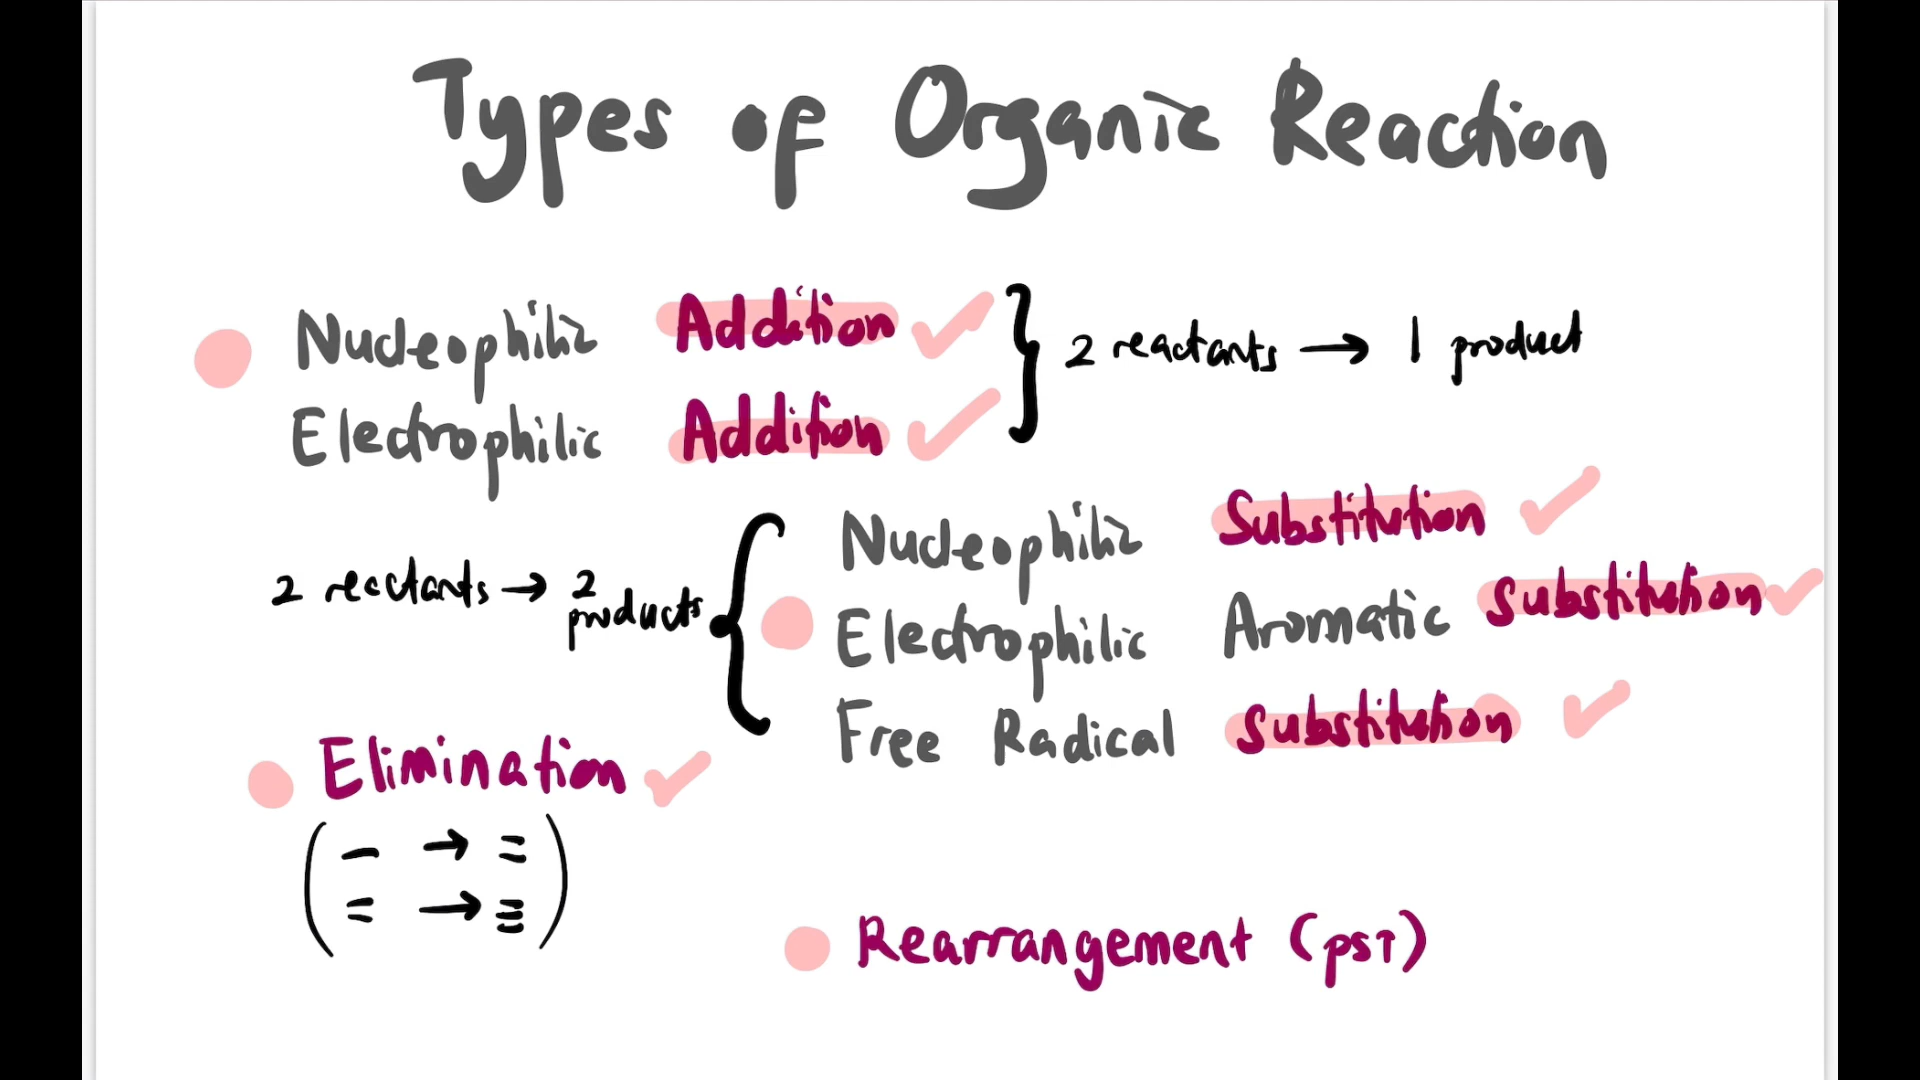 Types of Organic Reaction
Nucleophilic Addition
Electrophilic Addition
2 reactants → 1 product
2 reactants → 2 products
Nucleophilic Substitution
Electrophilic Aromatic Substitution
Free Radical Substitution
Elimination
( – → =
= → ≡ )
Rearrangement (ps↑)